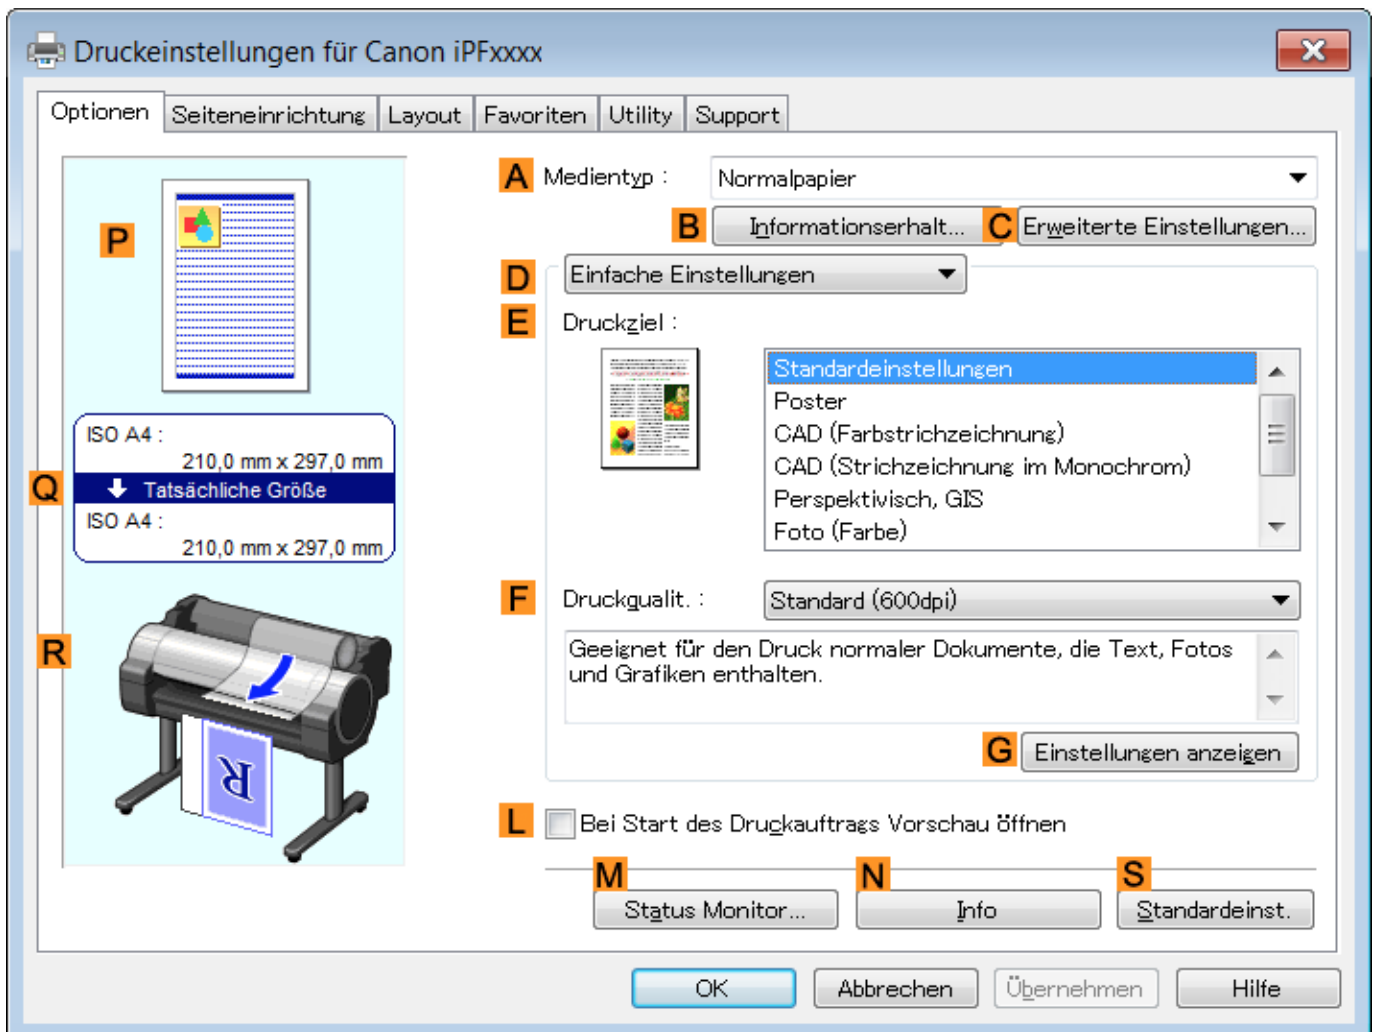 Druckeinstellungen für Canon iPFxxxx
Optionen Seiteneinrichtung Layout Favoriten Utility Support
P
ISO A4 :
210,0 mm x 297,0 mm
Q
Tatsächliche Größe
ISO A4 :
210,0 mm x 297,0 mm
R
R
A Medientyp : Normalpapier
B Informationserhalt... C Erweiterte Einstellungen...
D Einfache Einstellungen
E Druckziel :
Standardeinstellungen
Poster
CAD (Farbstrichzeichnung)
CAD (Strichzeichnung im Monochrom)
Perspektivisch, GIS
Foto (Farbe)
F Druckqualit. : Standard (600dpi)
Geeignet für den Druck normaler Dokumente, die Text, Fotos
und Grafiken enthalten.
G Einstellungen anzeigen
L Bei Start des Druckauftrags Vorschau öffnen
M N S
Status Monitor... Info Standardeinst.
OK Abbrechen Übernehmen Hilfe